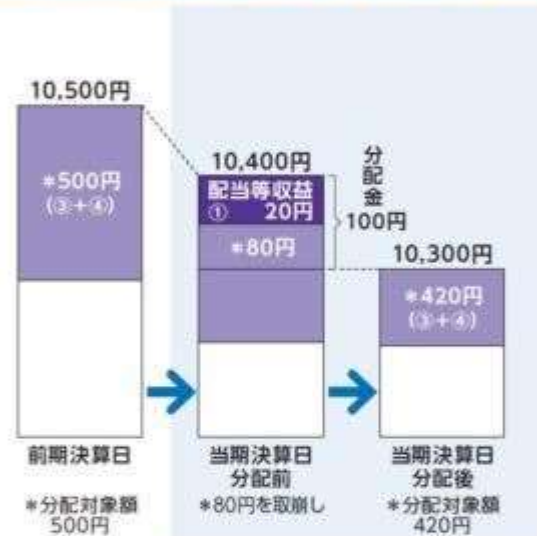 10,500円
*500円
(③+④)
前期決算日
*分配対象額
500円
10,400円
配当等収益
① 20円
*80円
分配金
100円
当期決算日
分配前
*80円を取崩し
10,300円
*420円
(③+④)
当期決算日
分配後
*分配対象額
420円